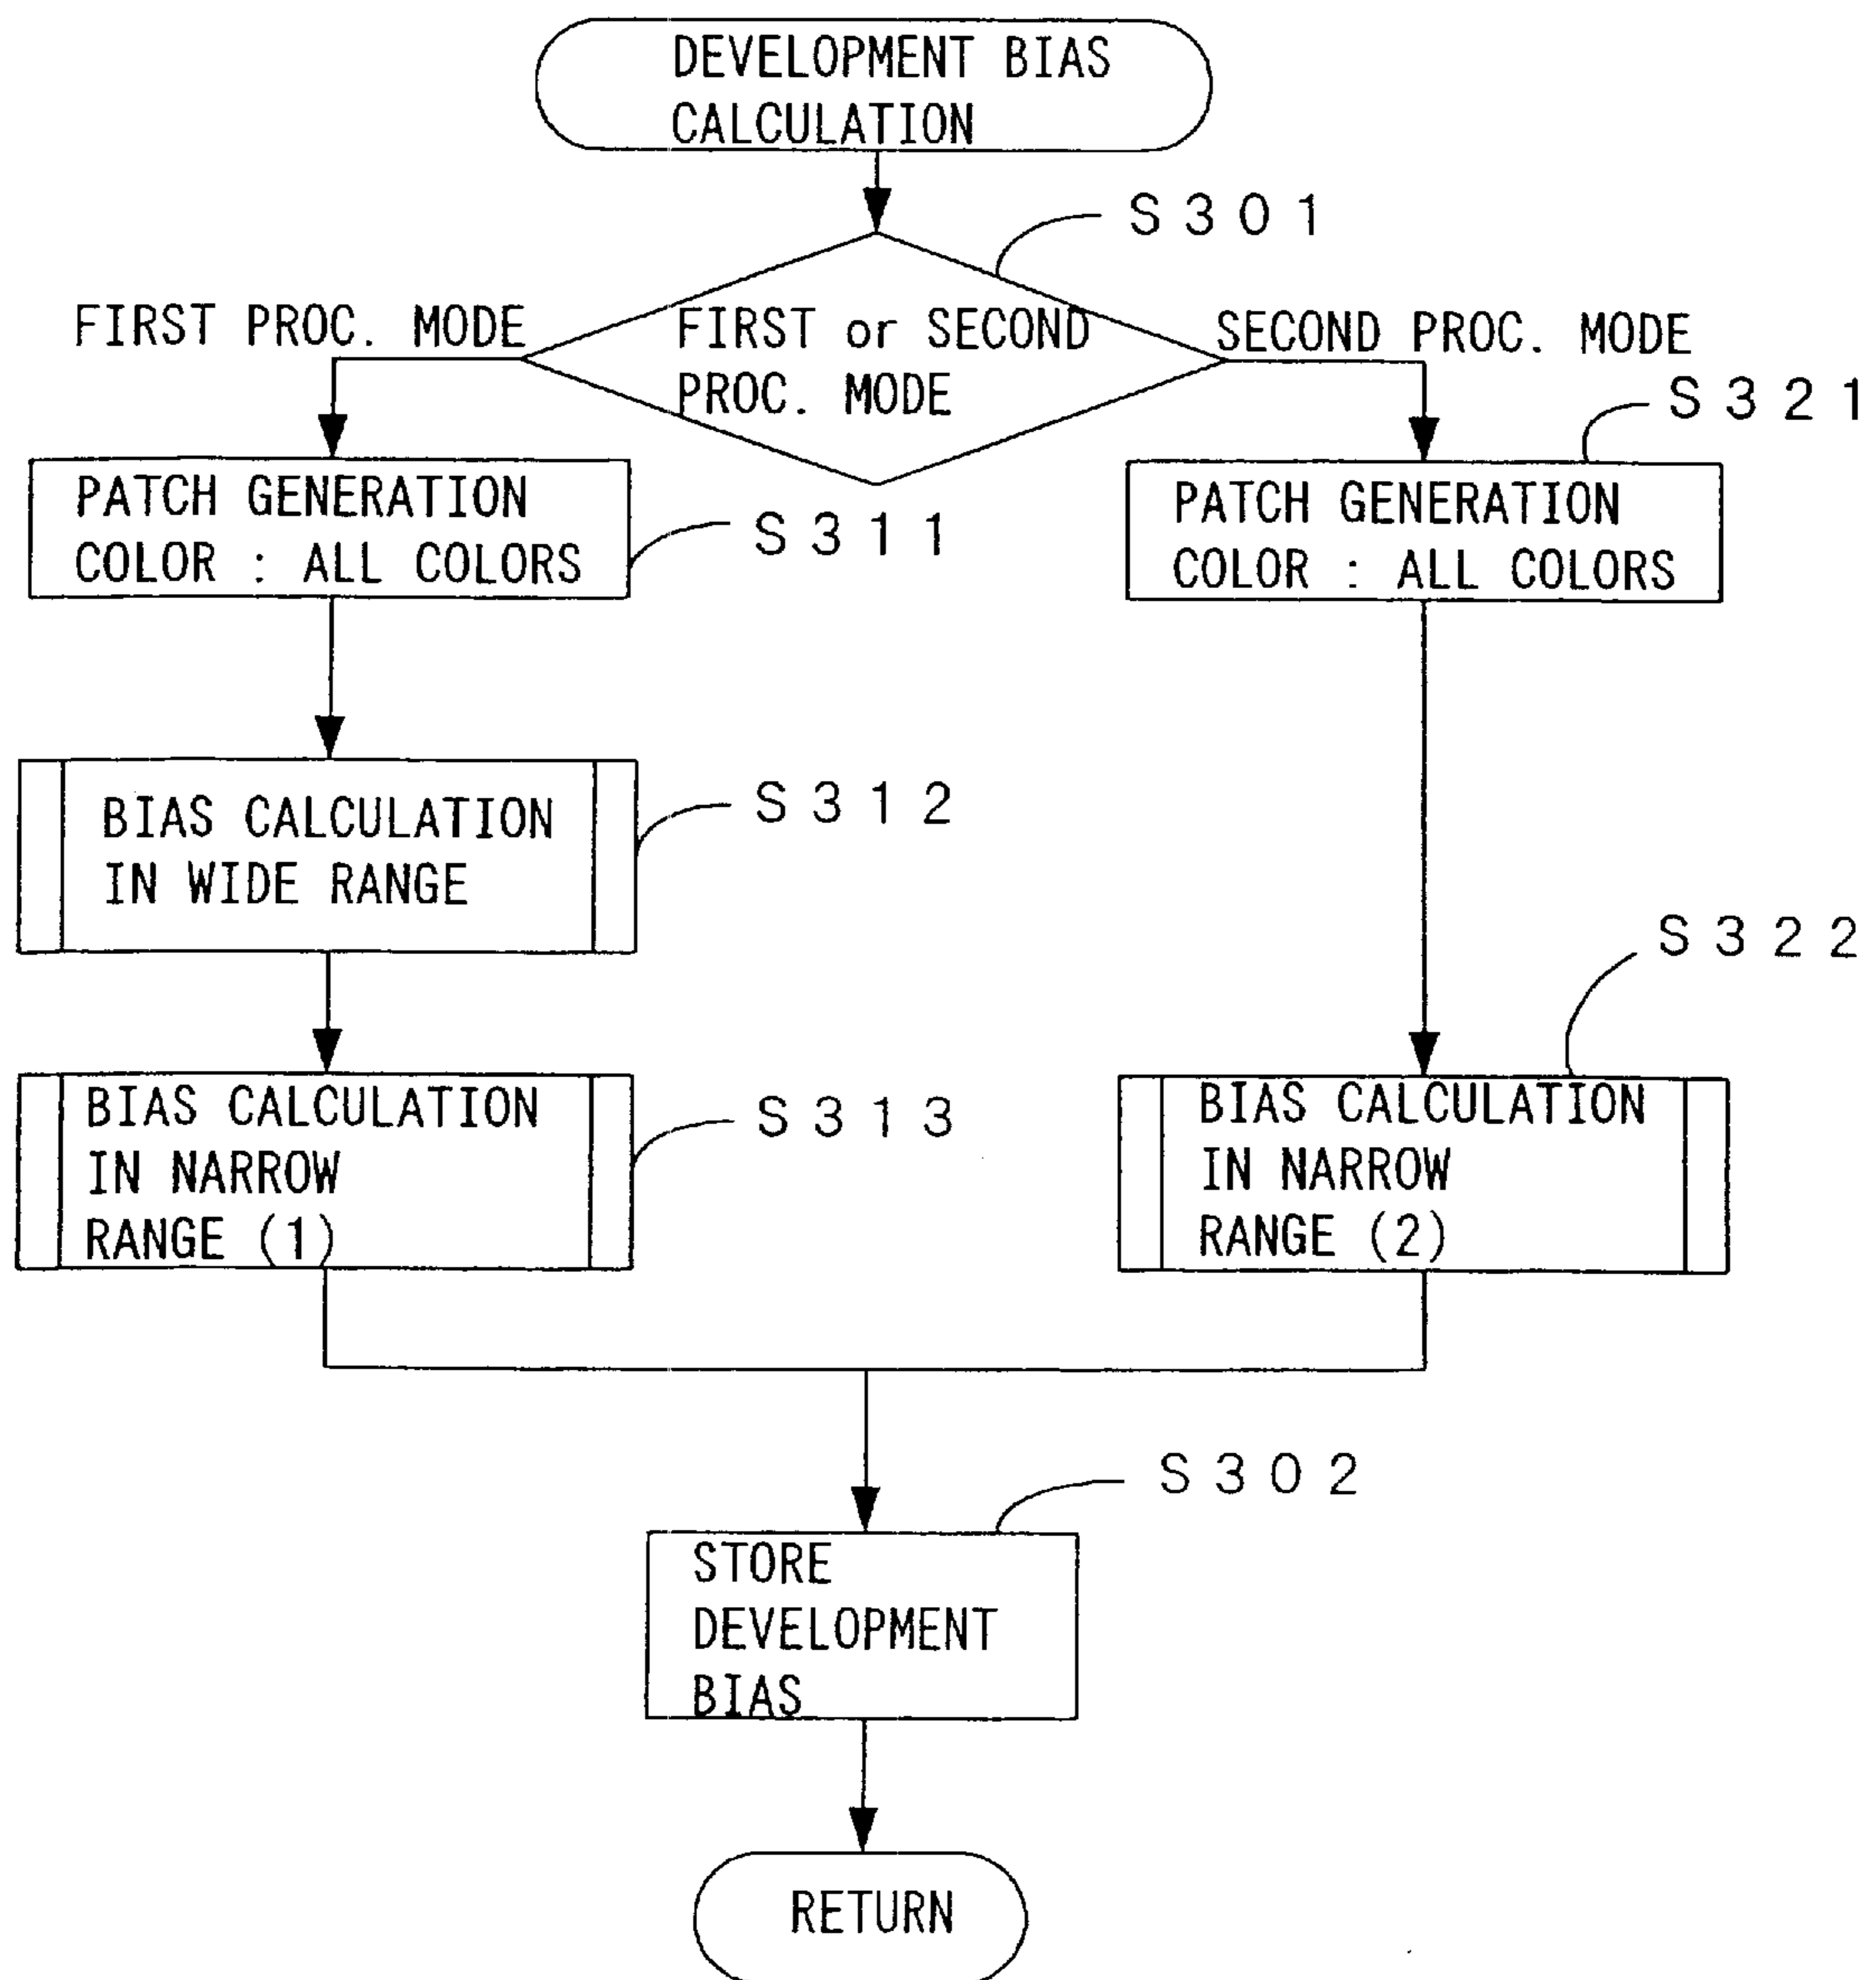 DEVELOPMENT BIAS
CALCULATION
S301
FIRST PROC. MODE
FIRST or SECOND
PROC. MODE
SECOND PROC. MODE
S321
PATCH GENERATION
COLOR : ALL COLORS
S311
PATCH GENERATION
COLOR : ALL COLORS
BIAS CALCULATION
IN WIDE RANGE
S312
S322
BIAS CALCULATION
IN NARROW
RANGE (1)
S313
BIAS CALCULATION
IN NARROW
RANGE (2)
S302
STORE
DEVELOPMENT
BIAS
RETURN